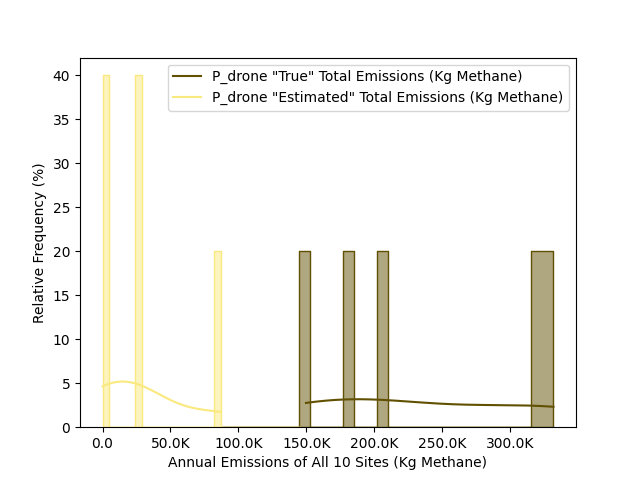 P_drone "True" Total Emissions (Kg Methane)
P_drone "Estimated" Total Emissions (Kg Methane)
Relative Frequency (%)
40
35
30
25
20
15
10
5
0
0.0 50.0K 100.0K 150.0K 200.0K 250.0K 300.0K
Annual Emissions of All 10 Sites (Kg Methane)